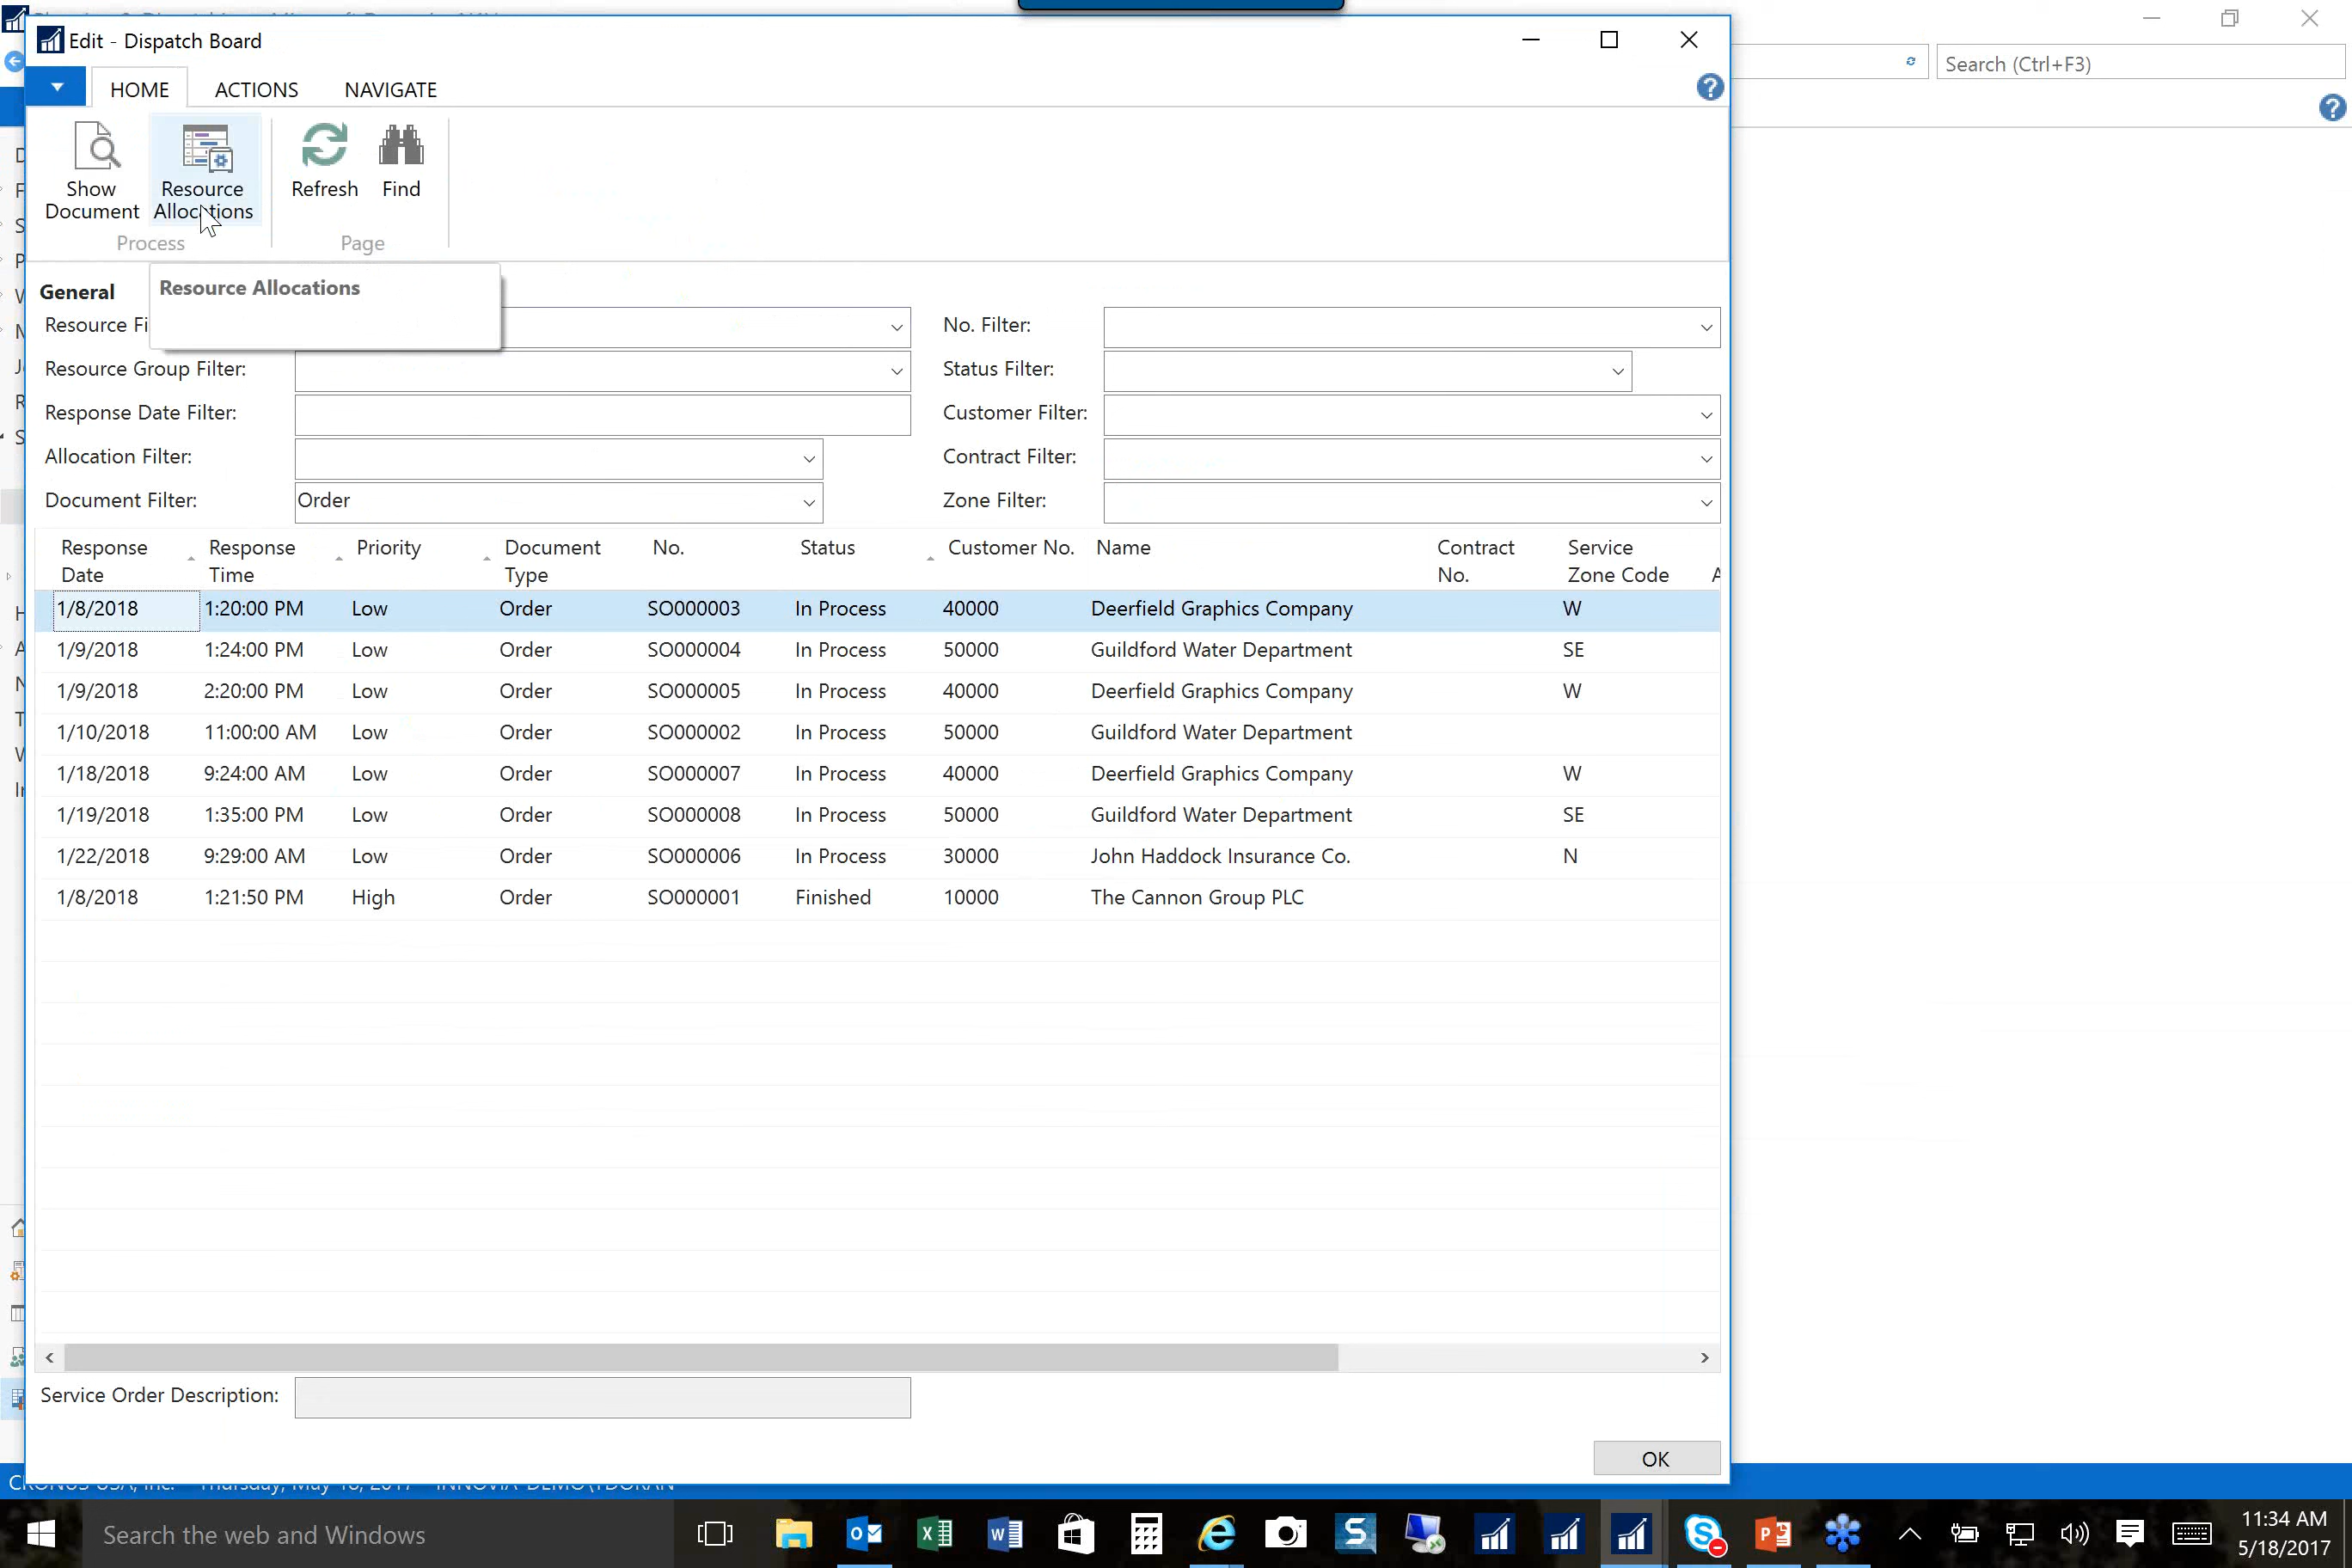 Edit - Dispatch Board
Search (Ctrl+F3)
HOME ACTIONS NAVIGATE
Show Document
Resource Allocations
Refresh
Find
Process
Page
Resource Allocations
General
Resource Fi
No. Filter:
Resource Group Filter:
Status Filter:
Response Date Filter:
Customer Filter:
Allocation Filter:
Contract Filter:
Document Filter: Order
Zone Filter:
Response Date Response Time Priority Document Type No. Status Customer No. Name Contract No. Service Zone Code
1/8/2018 1:20:00 PM Low Order SO000003 In Process 40000 Deerfield Graphics Company W
1/9/2018 1:24:00 PM Low Order SO000004 In Process 50000 Guildford Water Department SE
1/9/2018 2:20:00 PM Low Order SO000005 In Process 40000 Deerfield Graphics Company W
1/10/2018 11:00:00 AM Low Order SO000002 In Process 50000 Guildford Water Department
1/18/2018 9:24:00 AM Low Order SO000007 In Process 40000 Deerfield Graphics Company W
1/19/2018 1:35:00 PM Low Order SO000008 In Process 50000 Guildford Water Department SE
1/22/2018 9:29:00 AM Low Order SO000006 In Process 30000 John Haddock Insurance Co. N
1/8/2018 1:21:50 PM High Order SO000001 Finished 10000 The Cannon Group PLC
Service Order Description:
OK
Search the web and Windows
11:34 AM
5/18/2017